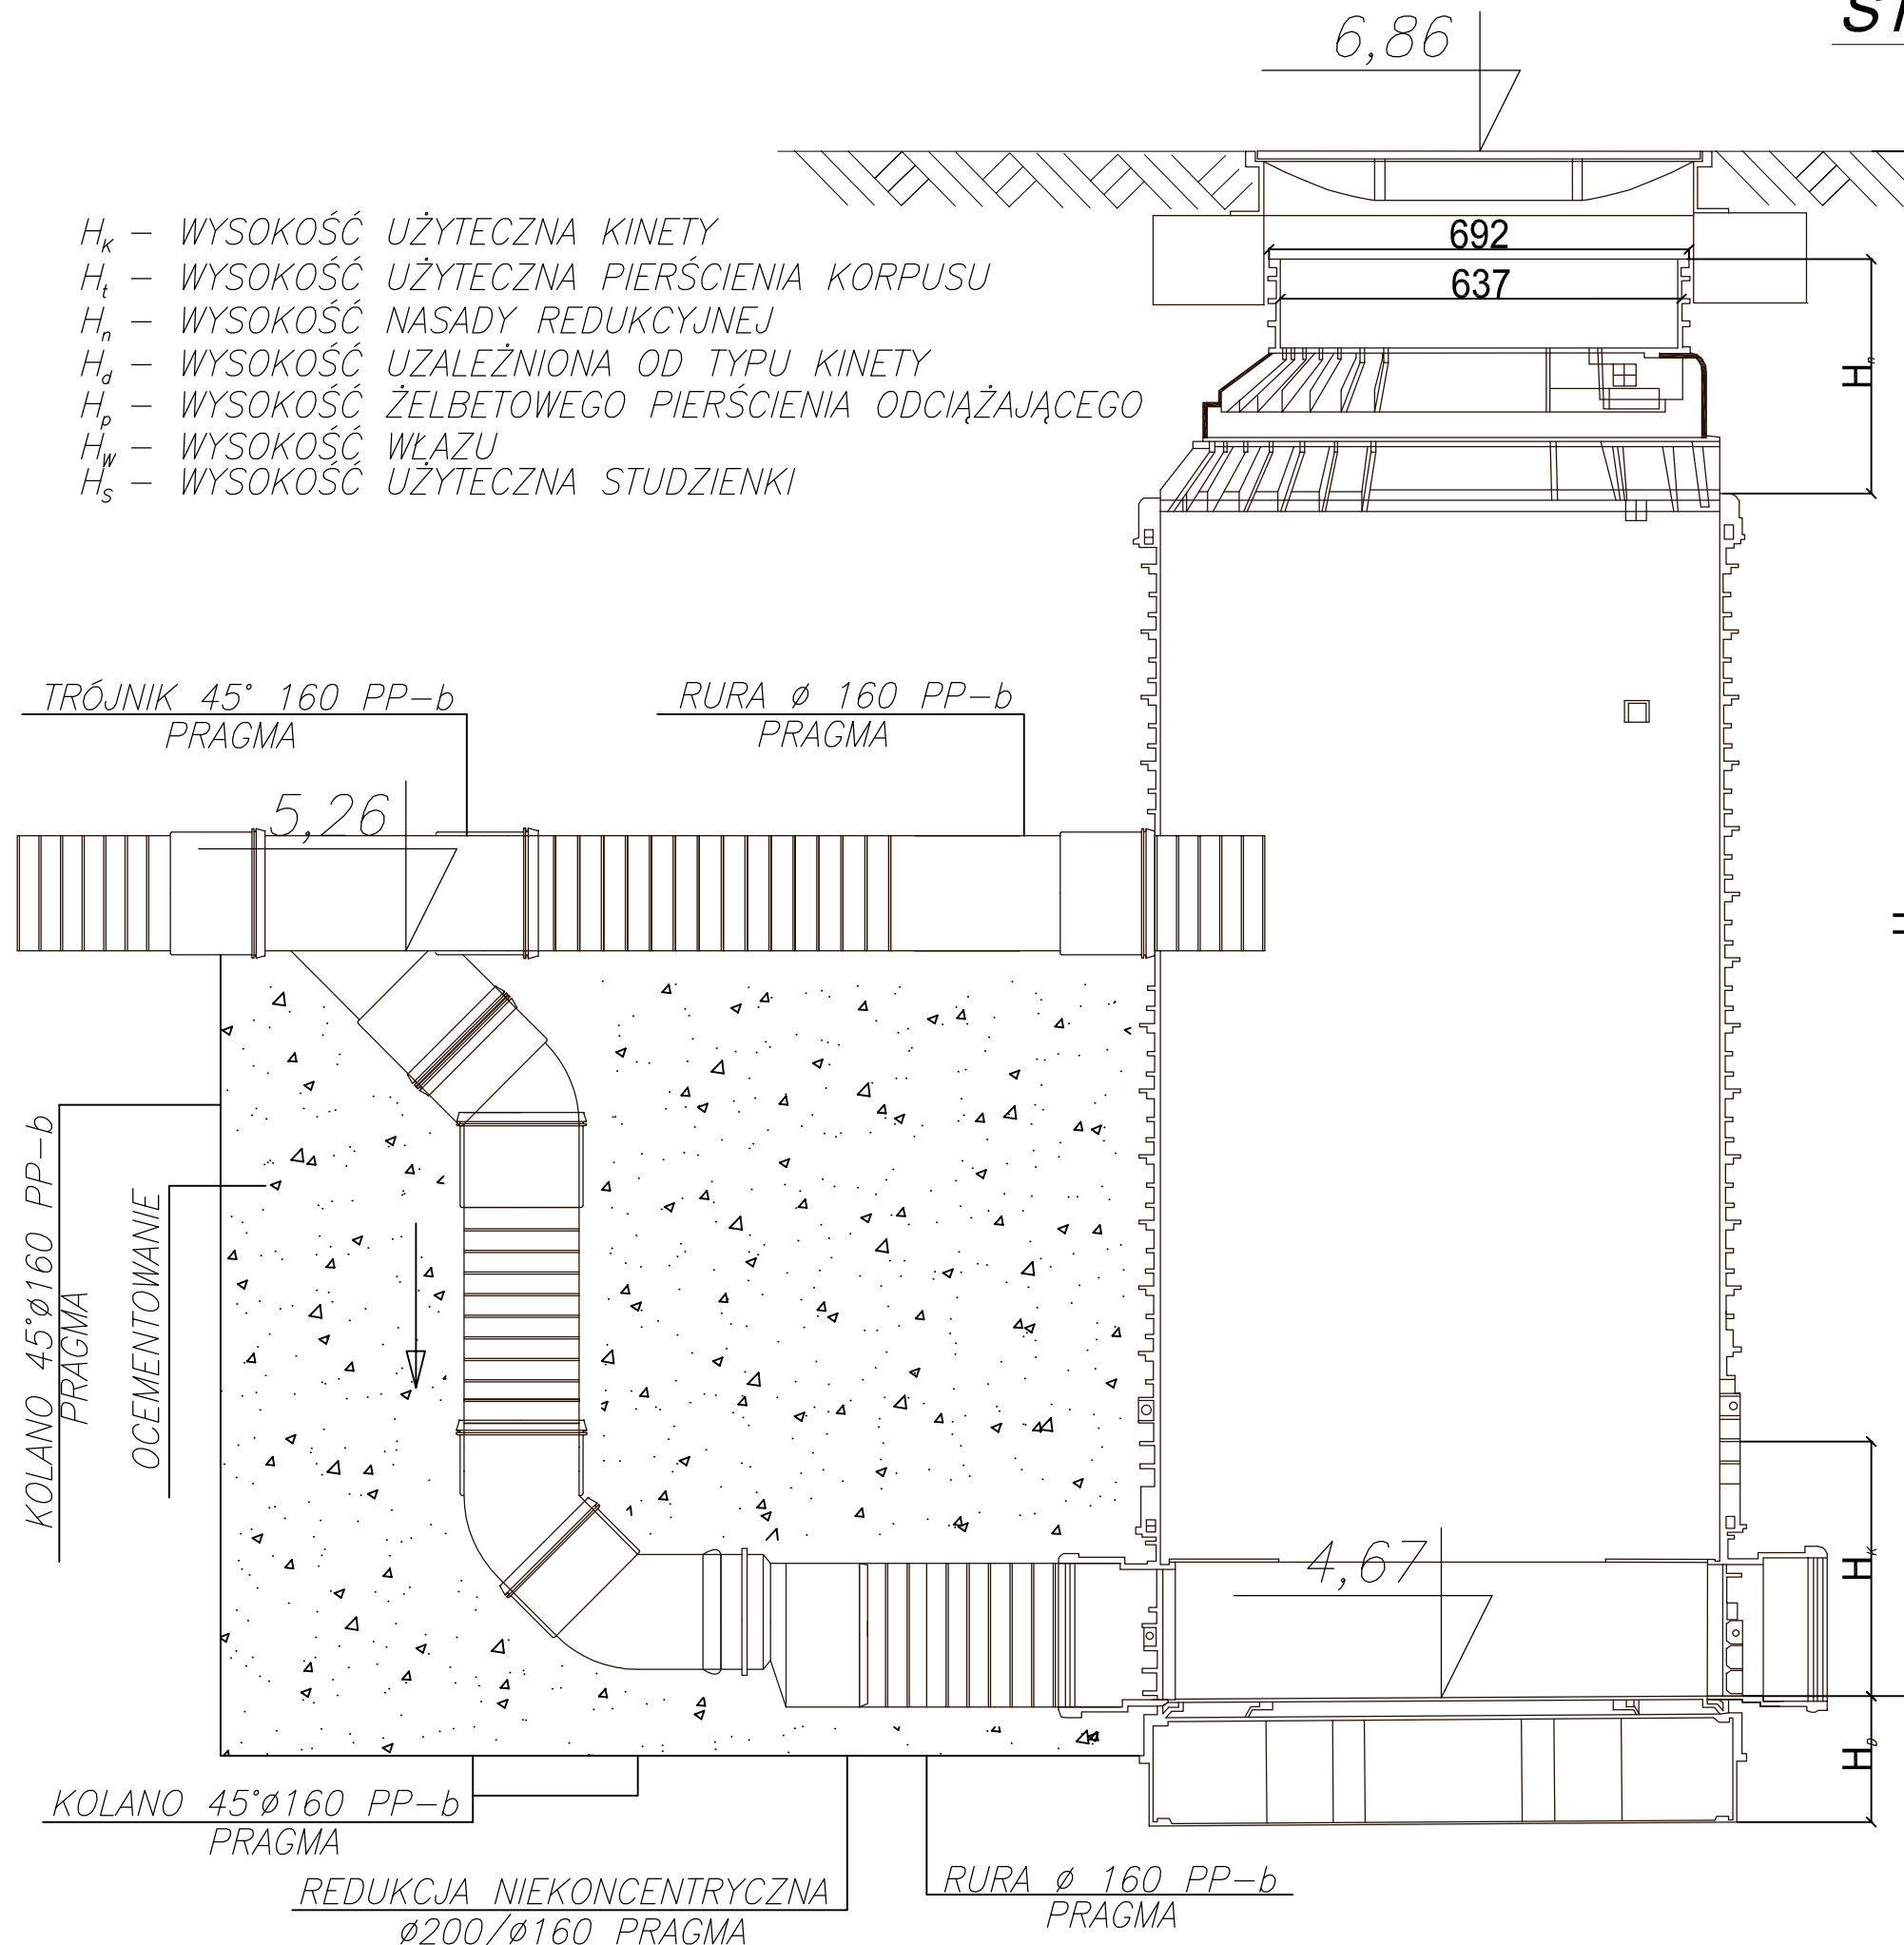 6,86
H_K – WYSOKOŚĆ UŻYTECZNA KINETY
H_t – WYSOKOŚĆ UŻYTECZNA PIERŚCIENIA KORPUSU
H_n – WYSOKOŚĆ NASADY REDUKCYJNEJ
H_d – WYSOKOŚĆ UZALEŻNIONA OD TYPU KINETY
H_p – WYSOKOŚĆ ŻELBETOWEGO PIERŚCIENIA ODCIĄŻAJĄCEGO
H_W – WYSOKOŚĆ WŁAZU
H_S – WYSOKOŚĆ UŻYTECZNA STUDZIENKI
692
637
H_n
TRÓJNIK 45° 160 PP-b
PRAGMA
RURA ø 160 PP-b
PRAGMA
5,26
KOLANO 45°ø160 PP-b
PRAGMA
OCEMENTOWANIE
4,67
H_K
H_D
KOLANO 45°ø160 PP-b
PRAGMA
REDUKCJA NIEKONCENTRYCZNA
ø200/ø160 PRAGMA
RURA ø 160 PP-b
PRAGMA